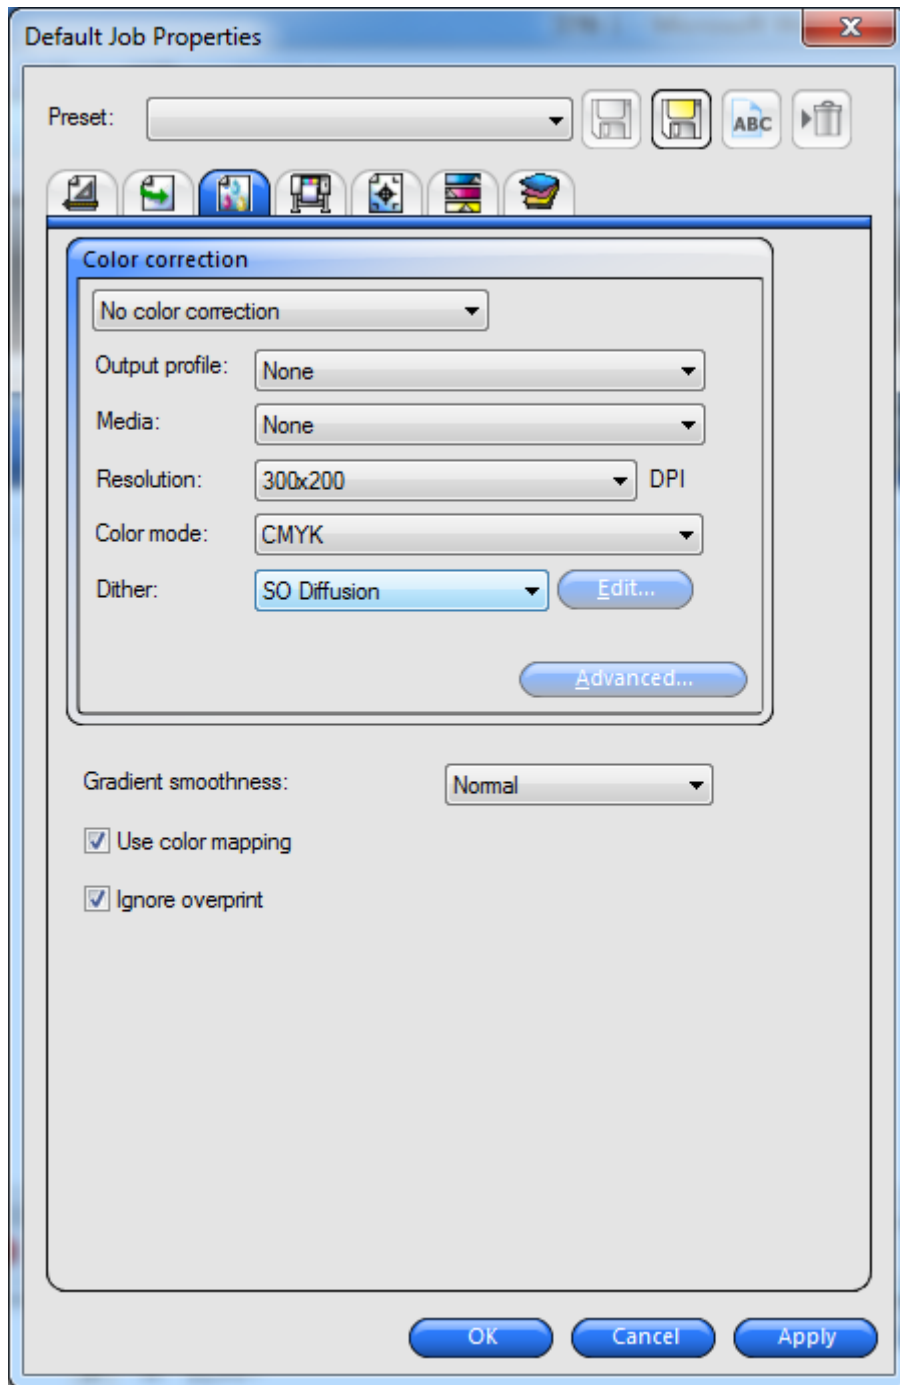 Default Job Properties
Preset:
ABC
Color correction
No color correction
Output profile: None
Media: None
Resolution: 300x200 DPI
Color mode: CMYK
Dither: SO Diffusion Edit...
Advanced...
Gradient smoothness: Normal
Use color mapping
Ignore overprint
OK Cancel Apply